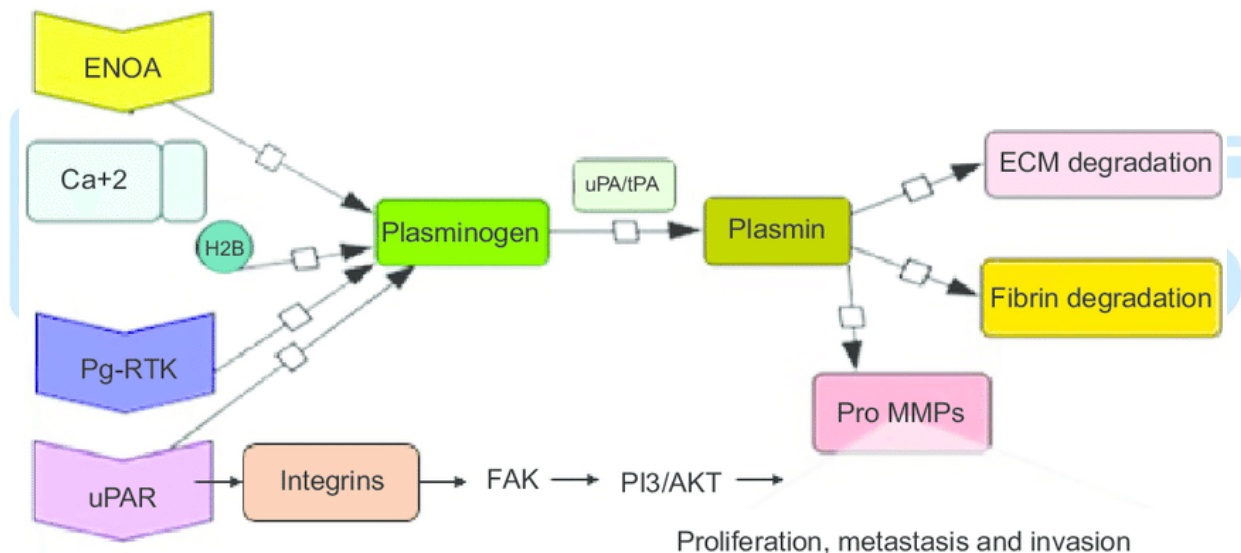 ENOA
Ca+2
H2B
Pg-RTK
uPAR
Integrins
FAK
PI3/AKT
Plasminogen
uPA/tPA
Plasmin
ECM degradation
Fibrin degradation
Pro MMPs
Proliferation, metastasis and invasion